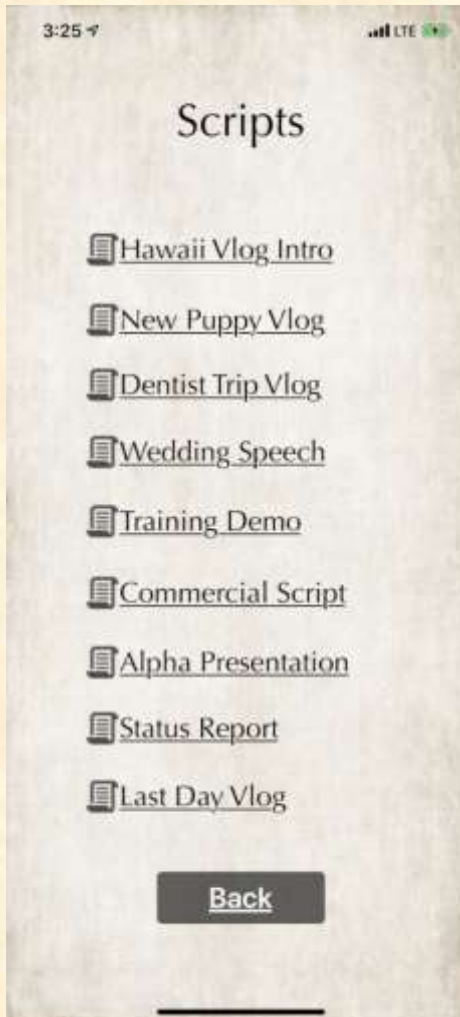 3:25
LTE
Scripts
Hawaii Vlog Intro
New Puppy Vlog
Dentist Trip Vlog
Wedding Speech
Training Demo
Commercial Script
Alpha Presentation
Status Report
Last Day Vlog
Back